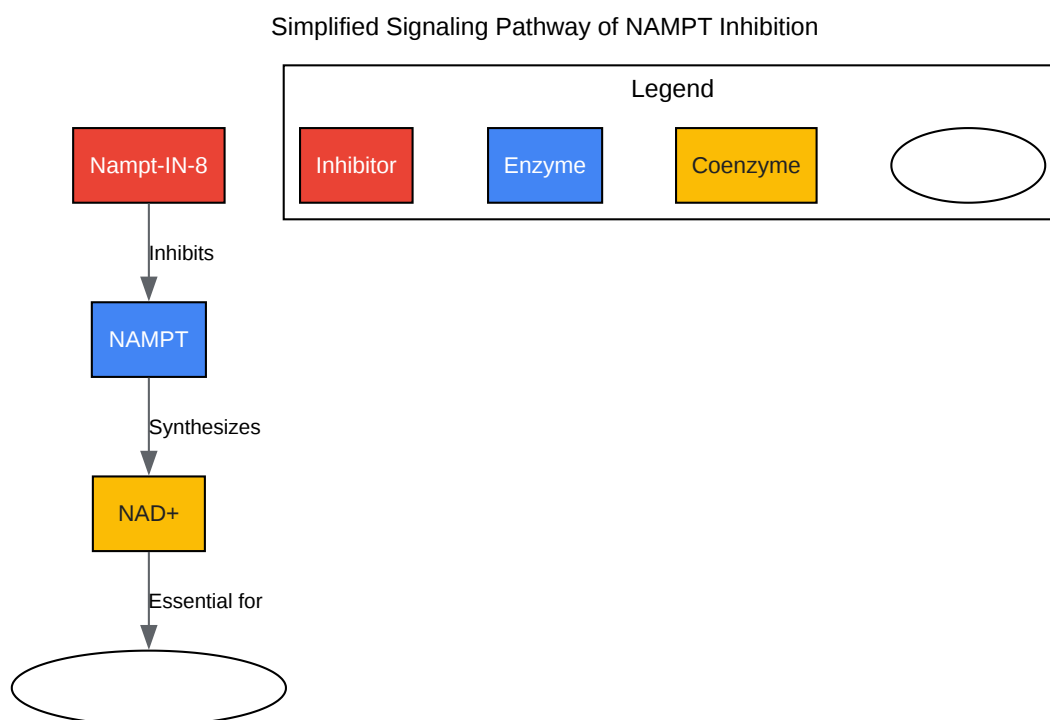 Simplified Signaling Pathway of NAMPT Inhibition
Legend
Nampt-IN-8
Inhibitor
Enzyme
Coenzyme
Inhibits
NAMPT
Synthesizes
NAD+
Essential for